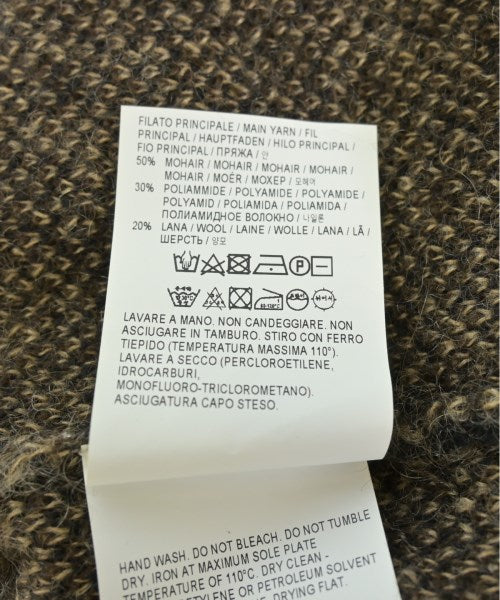 FILATO PRINCIPALE / MAIN YARN / FIL
PRINCIPAL / HAUPTFADEN / HILO PRINCIPAL /
FIO PRINCIPAL / ПРЯЖА / 안
50% MOHAIR / MOHAIR / MOHAIR / MOHAIR /
MOHAIR / MOÉR / МОХЕР / 모헤어
30% POLIAMMIDE / POLYAMIDE / POLYAMIDE /
POLYAMID / POLIAMIDA / POLIAMIDA /
ПОЛИАМИДНОЕ ВОЛОКНО / 나일론
20% LANA / WOOL / LAINE / WOLLE / LANA / LÃ /
ШЕРСТЬ / 양모
P
LAVARE A MANO. NON CANDEGGIARE. NON
ASCIUGARE IN TAMBURO. STIRO CON FERRO
TIEPIDO (TEMPERATURA MASSIMA 110°).
LAVARE A SECCO (PERCLOROETILENE,
IDROCARBURI,
MONOFLUORO-TRICLOROMETANO).
ASCIUGATURA CAPO STESO.
HAND WASH. DO NOT BLEACH. DO NOT TUMBLE
DRY. IRON AT MAXIMUM SOLE PLATE
TEMPERATURE OF 110°C. DRY CLEAN -
ETYLENE OR PETROLEUM SOLVENT
DRYING FLAT.